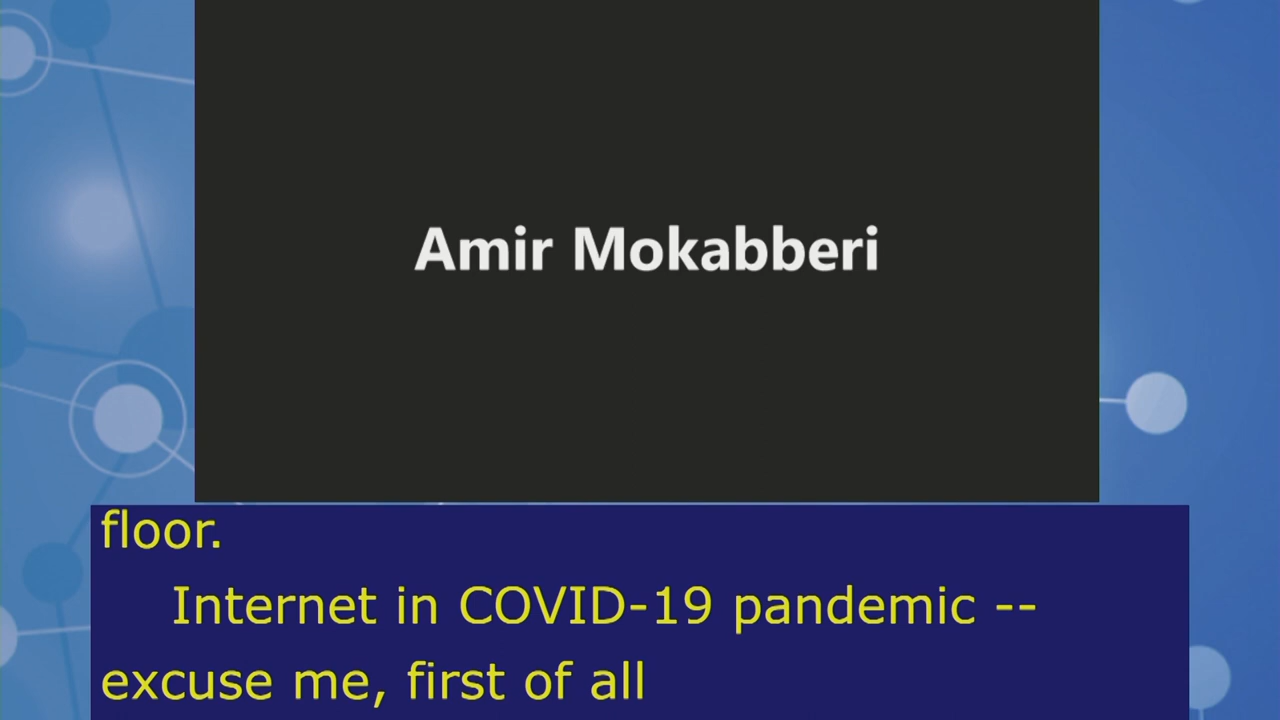 Amir Mokabberi
floor.
Internet in COVID-19 pandemic --
excuse me, first of all